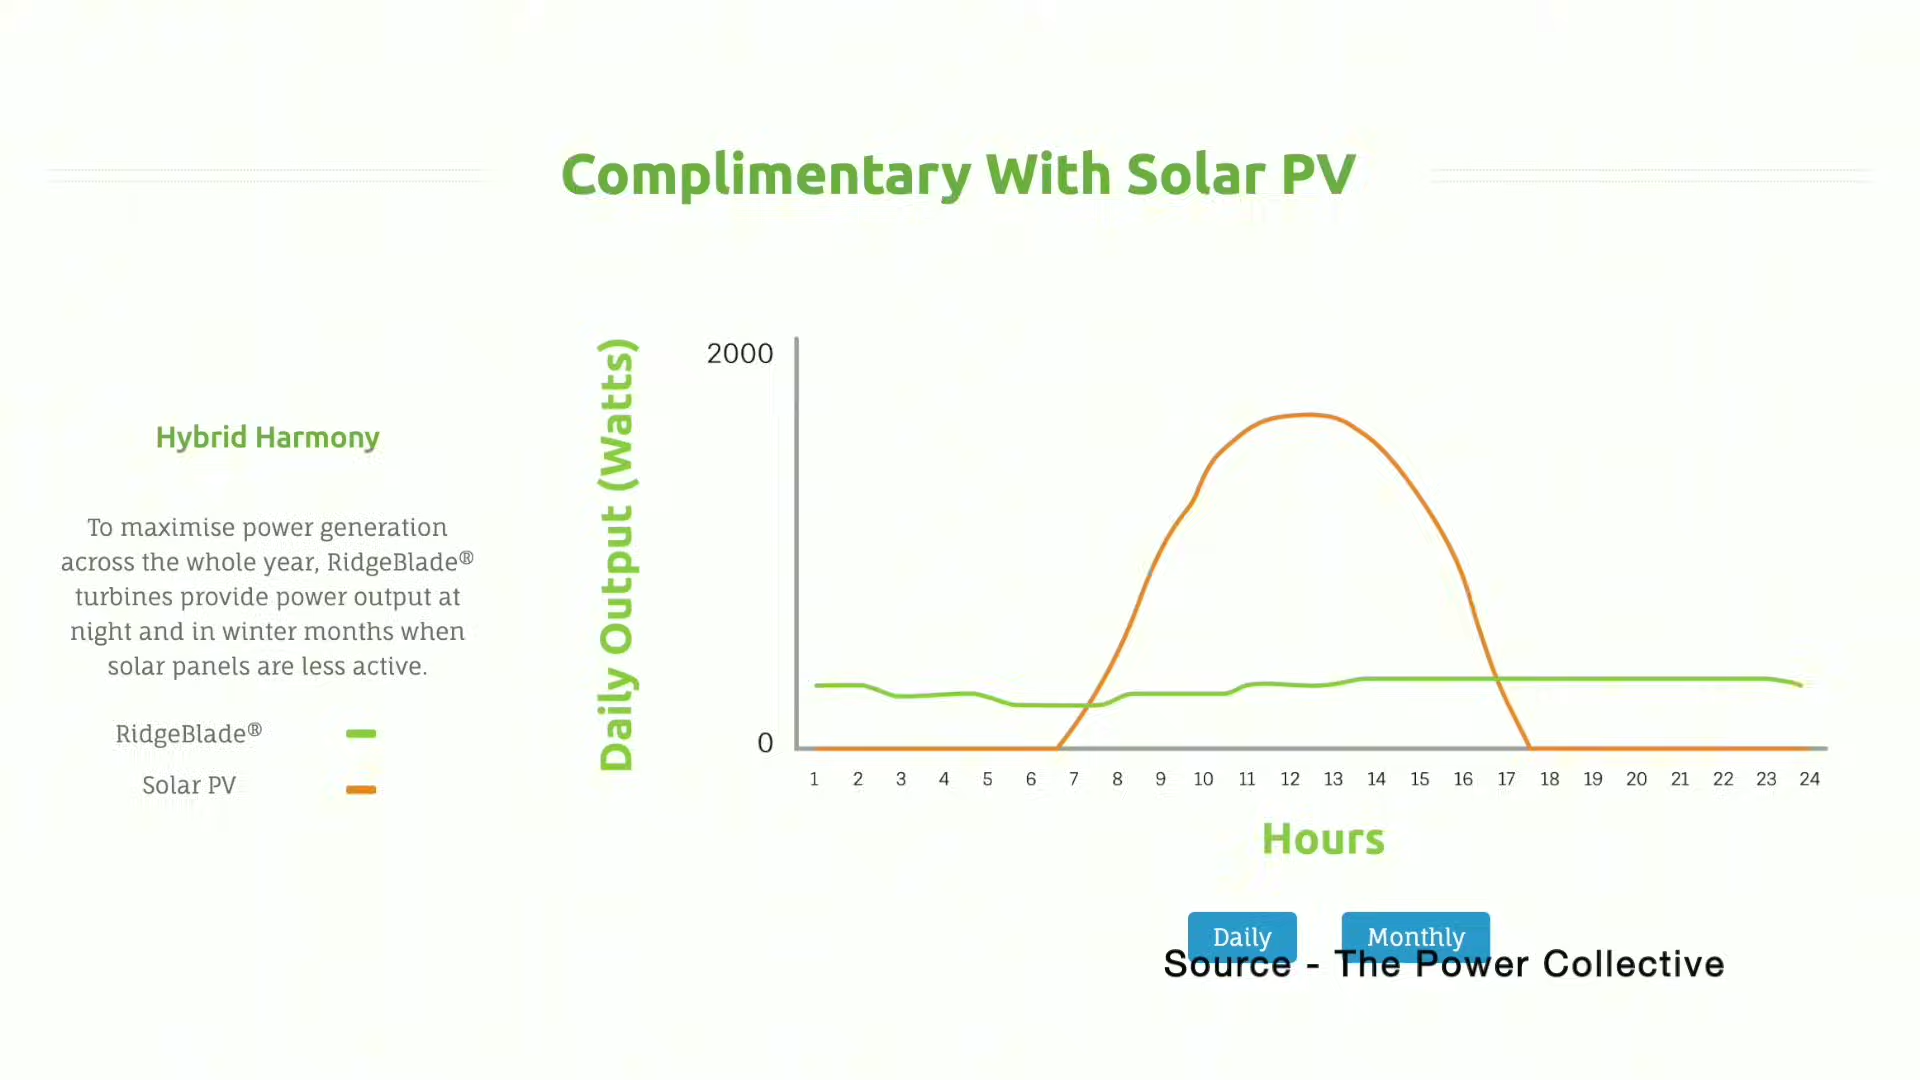 Complimentary With Solar PV
Hybrid Harmony
To maximise power generation
across the whole year, RidgeBlade®
turbines provide power output at
night and in winter months when
solar panels are less active.
RidgeBlade®
Solar PV
Daily Output (Watts)
2000
0
1 2 3 4 5 6 7 8 9 10 11 12 13 14 15 16 17 18 19 20 21 22 23 24
Hours
Daily Monthly
Source - The Power Collective